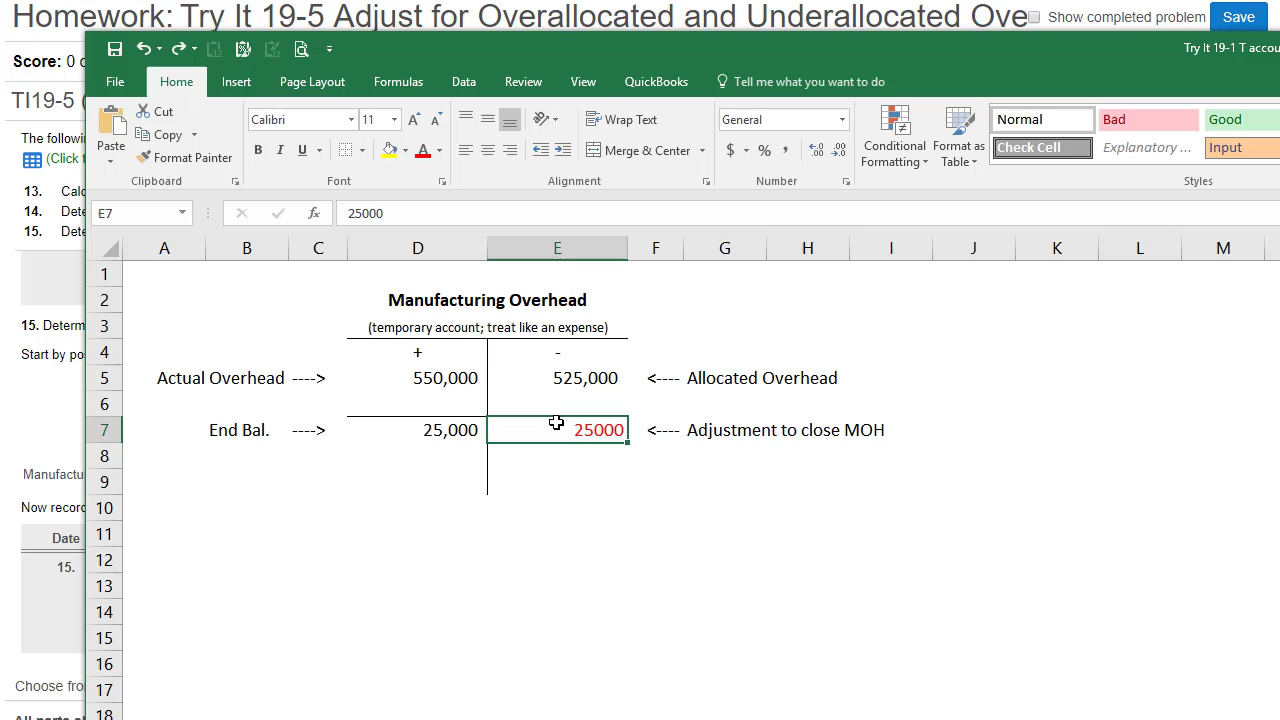 Homework: Try It 19-5 Adjust for Overallocated and Underallocated Ove
Show completed problem
Save
Score: 0
Try It 19-1 T accou
File Home Insert Page Layout Formulas Data Review View QuickBooks Tell me what you want to do
TI19-5 (
The followi
(Click t
13. Calc
14. Dete
15. Dete
Paste
Cut
Copy
Format Painter
Clipboard
Calibri 11
B I U
A
Font
Wrap Text
Merge & Center
Alignment
General
$ % ,
Number
Conditional Formatting
Format as Table
Normal Bad Good
Check Cell Explanatory ... Input
Styles
E7 fx 25000
A B C D E F G H I J K L M
1
2 Manufacturing Overhead
3 (temporary account; treat like an expense)
4 + -
5 Actual Overhead ----> 550,000 525,000 <---- Allocated Overhead
6
7 End Bal. ----> 25,000 25000 <---- Adjustment to close MOH
8
9
10
11
12
13
14
15
16
17
18
15. Determ
Start by po
Manufactu
Now record
Date
15.
Choose from